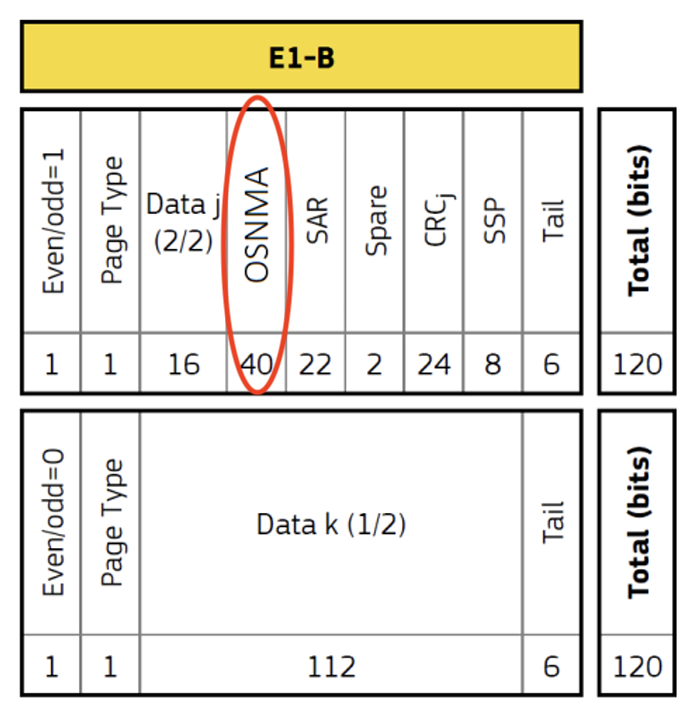 E1-B
Even/odd=1
Page Type
Data j
(2/2)
OSNMA
SAR
Spare
CRCj
SSP
Tail
Total (bits)
1 1 16 40 22 2 24 8 6 120
Even/odd=0
Page Type
Data k (1/2)
Tail
Total (bits)
1 1 112 6 120